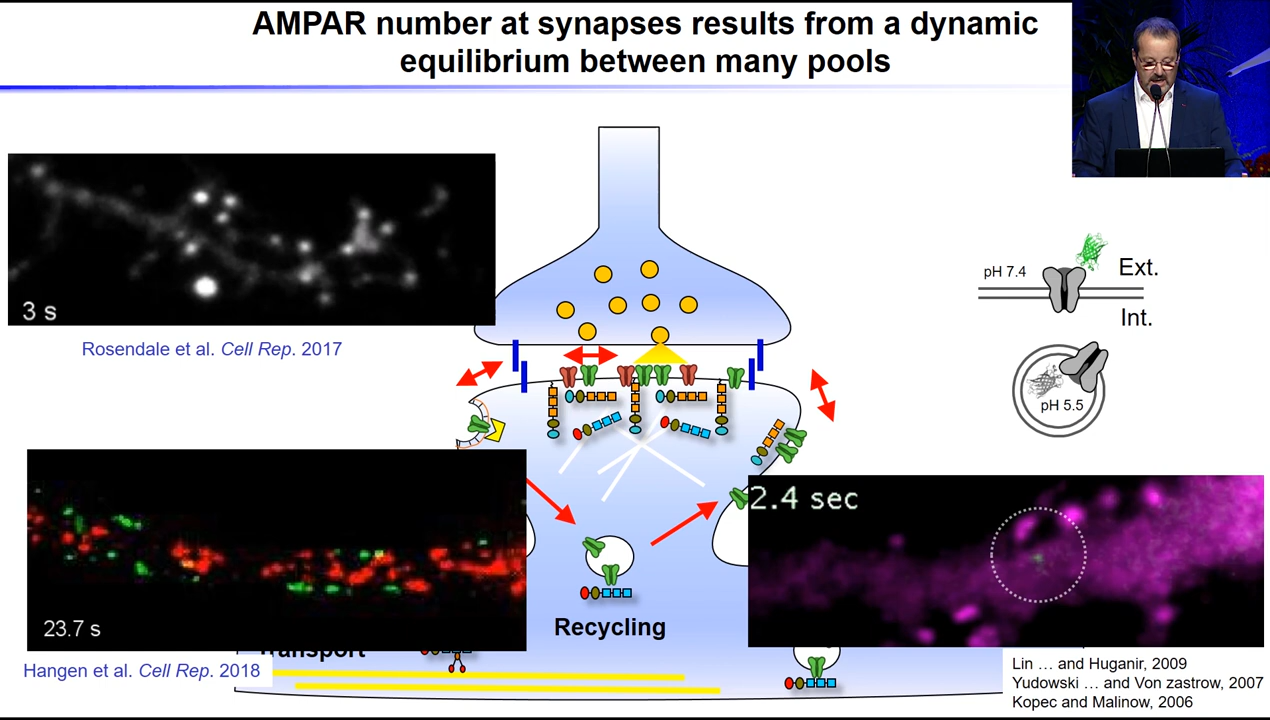 AMPAR number at synapses results from a dynamic
equilibrium between many pools
3 s
Rosendale et al. Cell Rep. 2017
pH 7.4
Ext.
Int.
pH 5.5
2.4 sec
23.7 s
Recycling
Transport
Hangen et al. Cell Rep. 2018
Lin … and Huganir, 2009
Yudowski … and Von zastrow, 2007
Kopec and Malinow, 2006